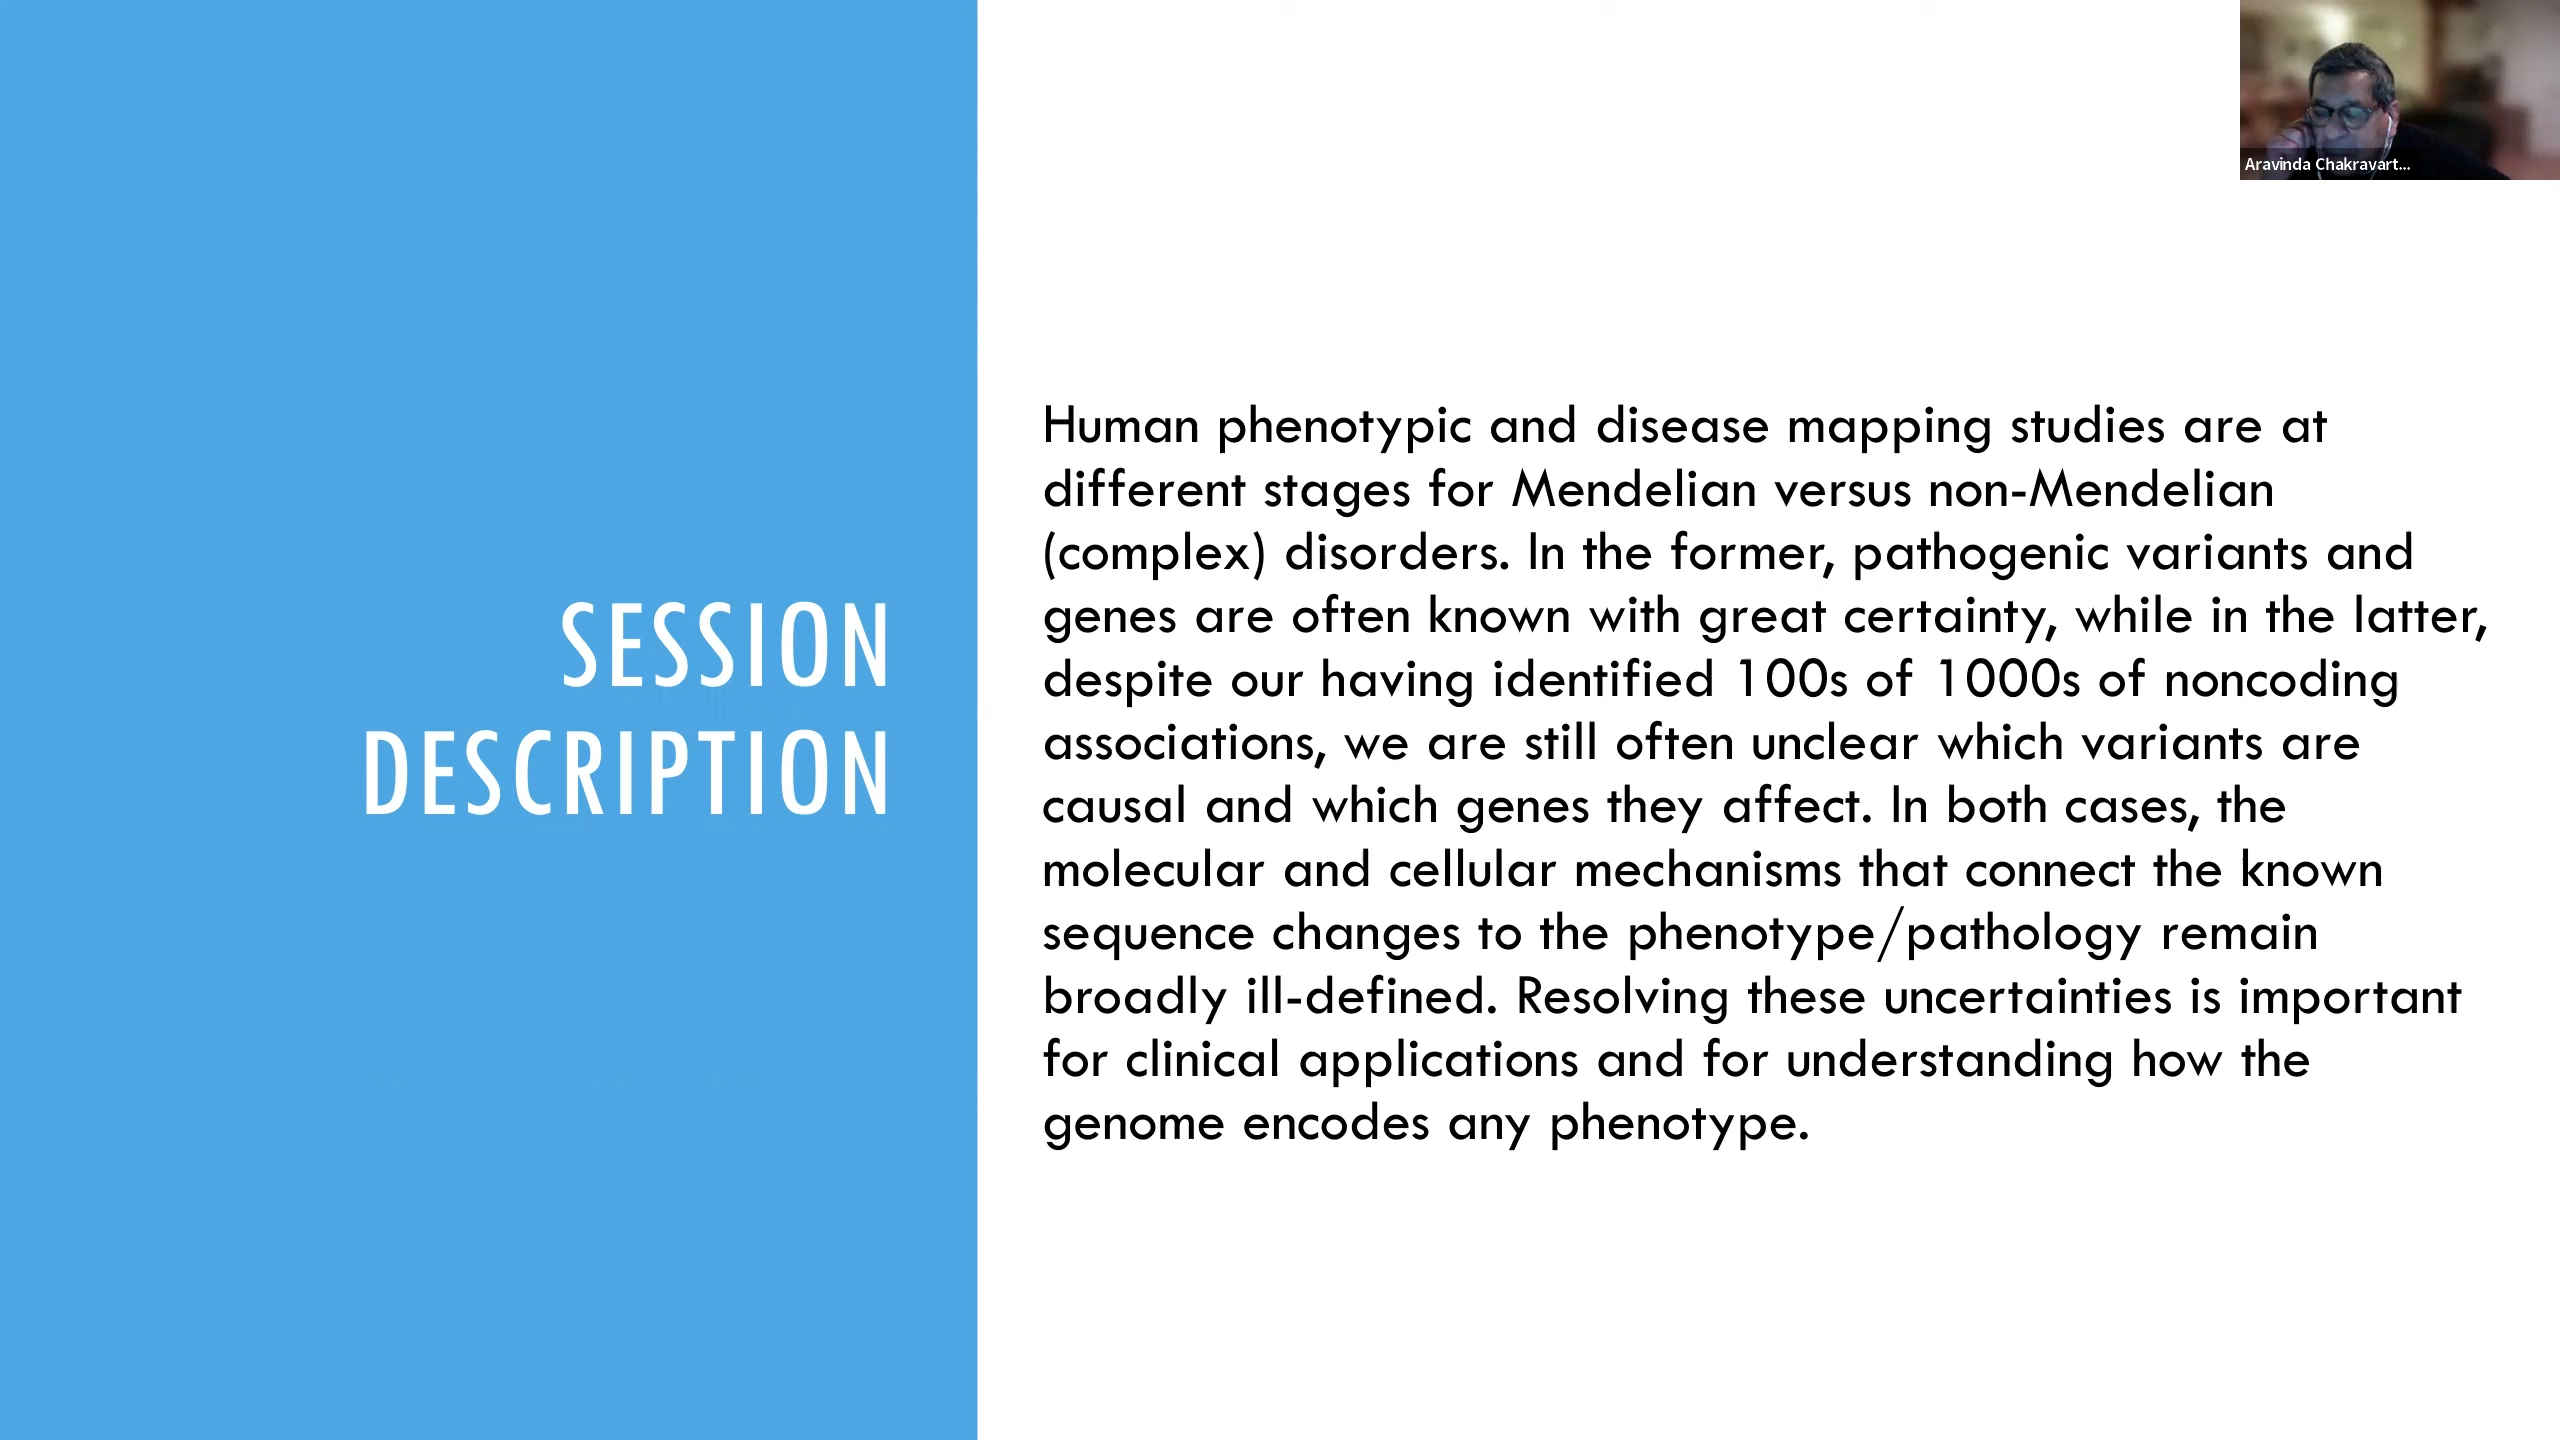 SESSION
DESCRIPTION
Human phenotypic and disease mapping studies are at
different stages for Mendelian versus non-Mendelian
(complex) disorders. In the former, pathogenic variants and
genes are often known with great certainty, while in the latter,
despite our having identified 100s of 1000s of noncoding
associations, we are still often unclear which variants are
causal and which genes they affect. In both cases, the
molecular and cellular mechanisms that connect the known
sequence changes to the phenotype/pathology remain
broadly ill-defined. Resolving these uncertainties is important
for clinical applications and for understanding how the
genome encodes any phenotype.
Aravinda Chakravart...